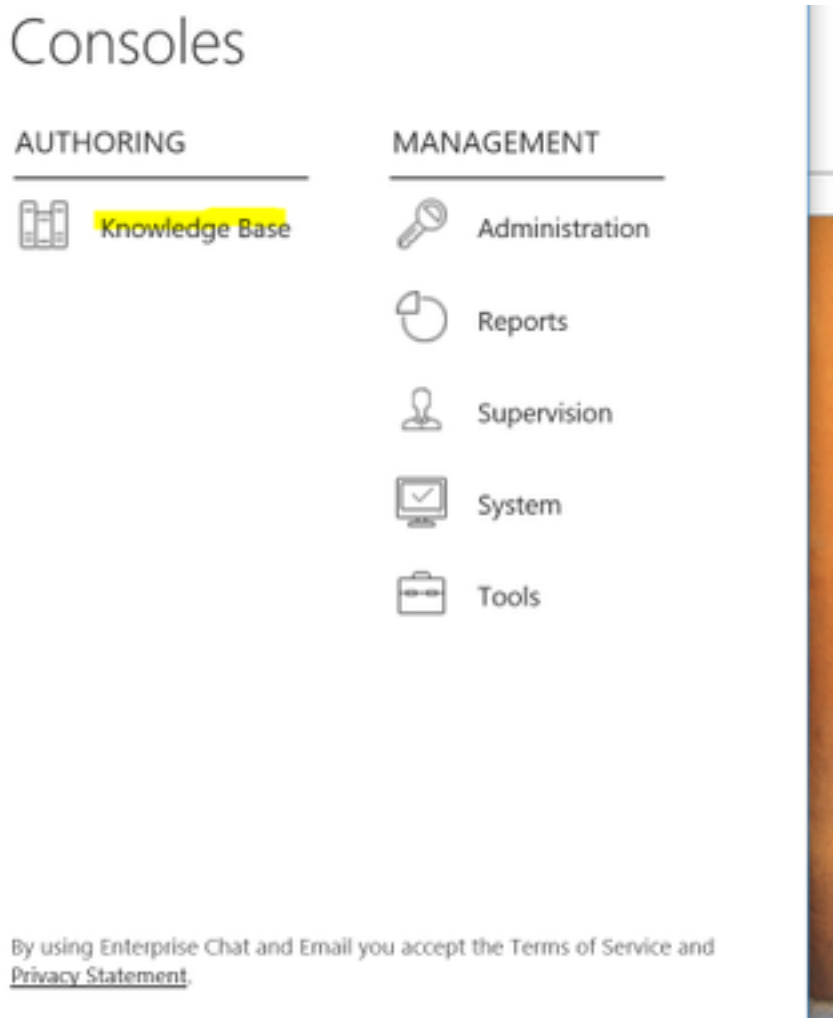 Consoles
AUTHORING
Knowledge Base
MANAGEMENT
Administration
Reports
Supervision
System
Tools
By using Enterprise Chat and Email you accept the Terms of Service and
Privacy Statement.